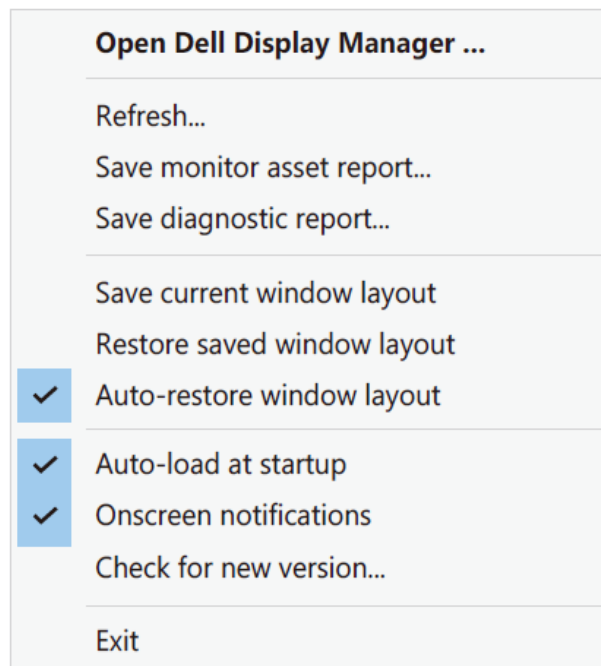 Open Dell Display Manager ...
Refresh...
Save monitor asset report...
Save diagnostic report...
Save current window layout
Restore saved window layout
Auto-restore window layout
Auto-load at startup
Onscreen notifications
Check for new version...
Exit